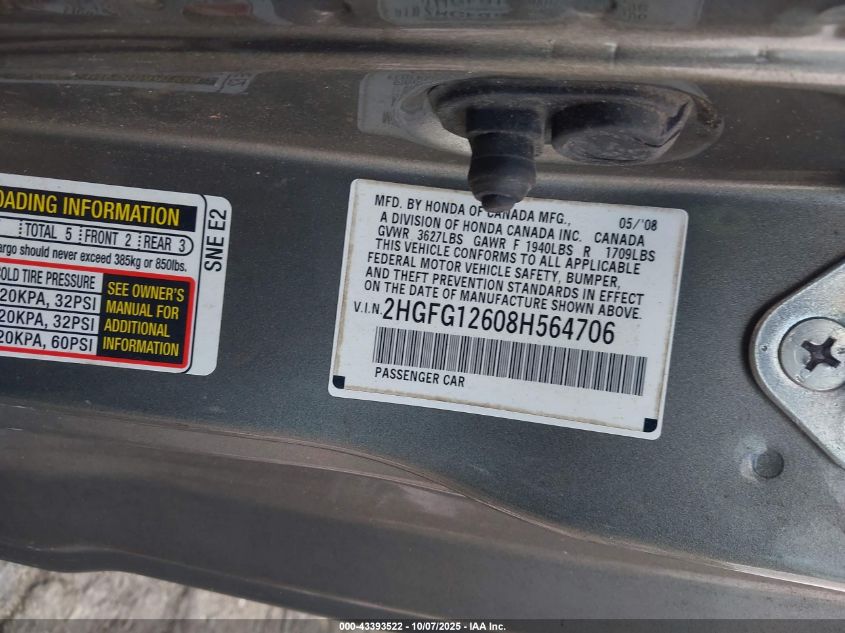 OADING INFORMATION
TOTAL 5 FRONT 2 REAR 3
argo should never exceed 385kg or 850lbs.
COLD TIRE PRESSURE
20KPA, 32PSI
20KPA, 32PSI
20KPA, 60PSI
SEE OWNER'S
MANUAL FOR
ADDITIONAL
INFORMATION
SNE E2
MFD. BY HONDA OF CANADA MFG., 05/'08
A DIVISION OF HONDA CANADA INC. CANADA
GVWR 3627LBS GAWR F 1940LBS R 1709LBS
THIS VEHICLE CONFORMS TO ALL APPLICABLE
FEDERAL MOTOR VEHICLE SAFETY, BUMPER,
AND THEFT PREVENTION STANDARDS IN EFFECT
ON THE DATE OF MANUFACTURE SHOWN ABOVE.
V.I.N. 2HGFG12608H564706
PASSENGER CAR
000-43393522 - 10/07/2025 - IAA Inc.